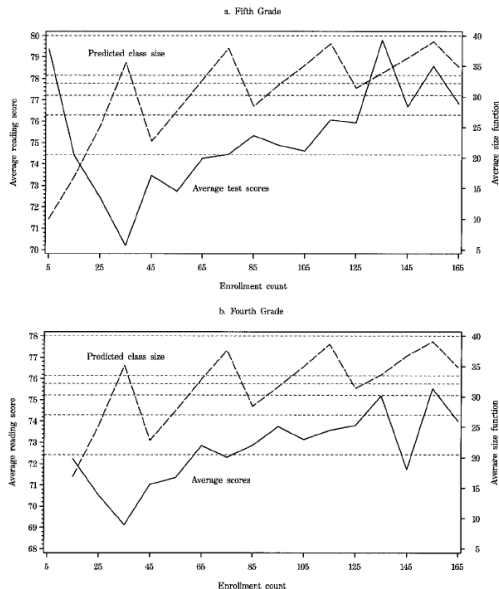 a. Fifth Grade
Average reading score
80
79
78
77
76
75
74
73
72
71
70
Predicted class size
Average test scores
40
35
30
25
20
15
10
5
Average size function
5 25 45 65 85 105 125 145 165
Enrollment count
b. Fourth Grade
Average reading score
78
77
76
75
74
73
72
71
70
69
68
Predicted class size
Average scores
40
35
30
25
20
15
10
5
Average size function
5 25 45 65 85 105 125 145 165
Enrollment count